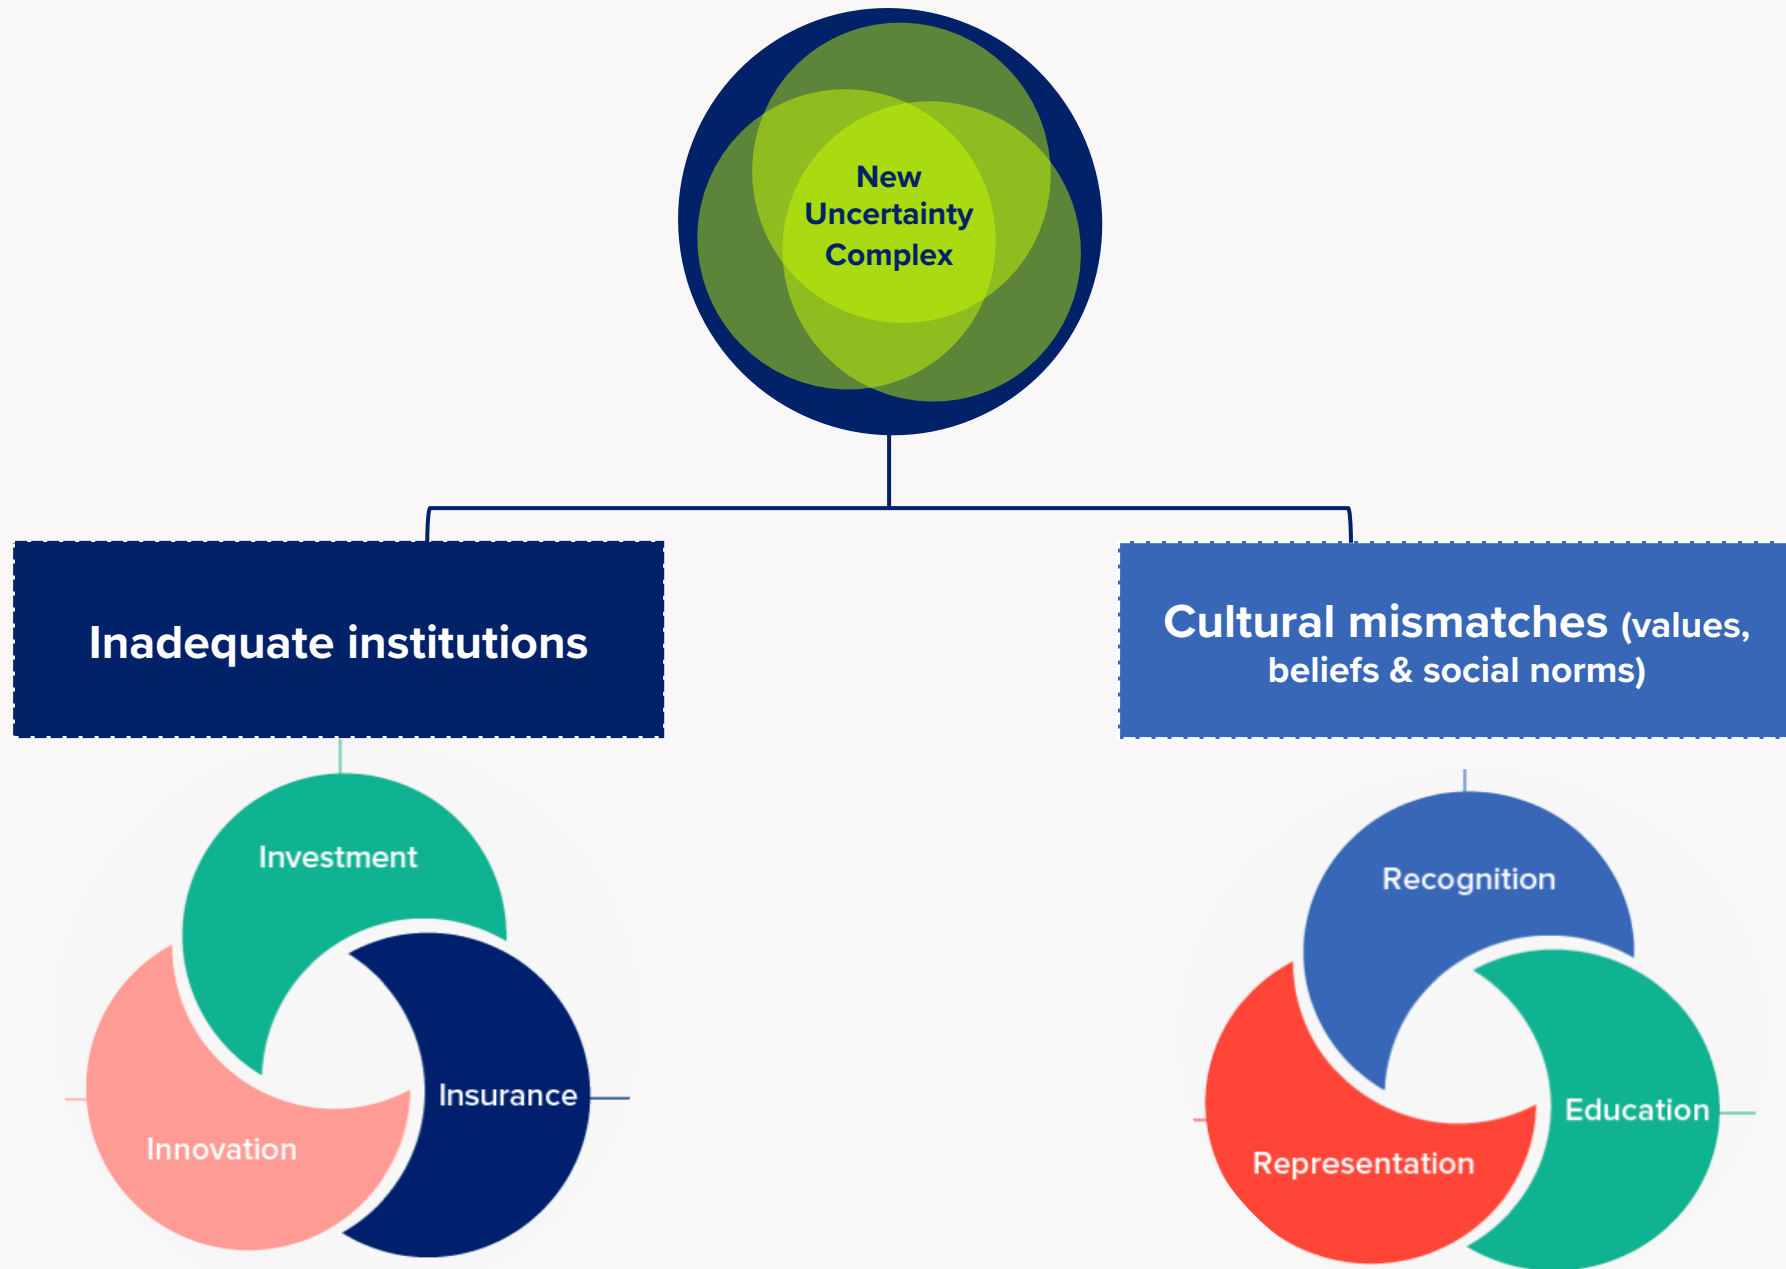 New
Uncertainty
Complex
Inadequate institutions
Cultural mismatches (values,
beliefs & social norms)
Investment
Insurance
Innovation
Recognition
Education
Representation